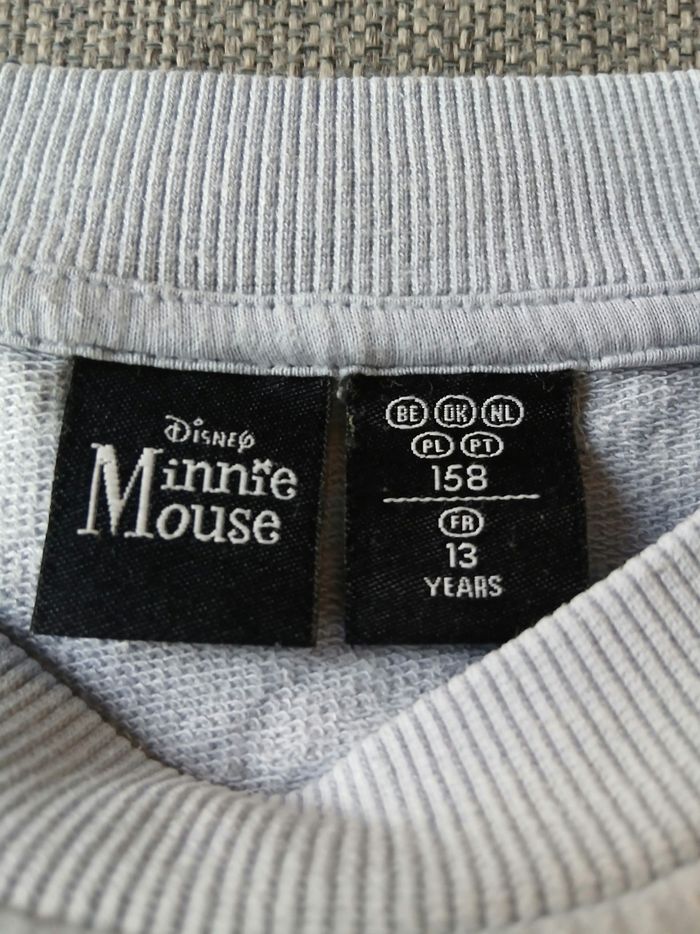 Disney
Minnie
Mouse
BE DK NL
PL PT
158
FR
13
YEARS